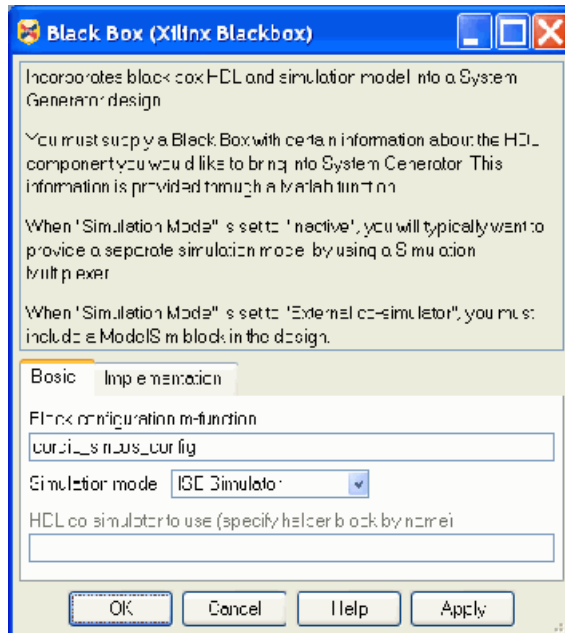 Black Box (Xilinx Blackbox)
Incorporates black box HDL and simulation model into a System
Generator design.
You must supply a Black Box with certain information about the HDL
component you would like to bring into System Generator. This
information is provided through a Matlab function.
When "Simulation Mode" is set to "Inactive", you will typically want to
provide a separate simulation model by using a Simulation
Multiplexer.
When "Simulation Mode" is set to "External co-simulator", you must
include a ModelSim block in the design.
Basic Implementation
Block configuration m-function
cordic_sincos_config
Simulation mode ISE Simulator
HDL co-simulator to use (specify helper block by name)
OK Cancel Help Apply